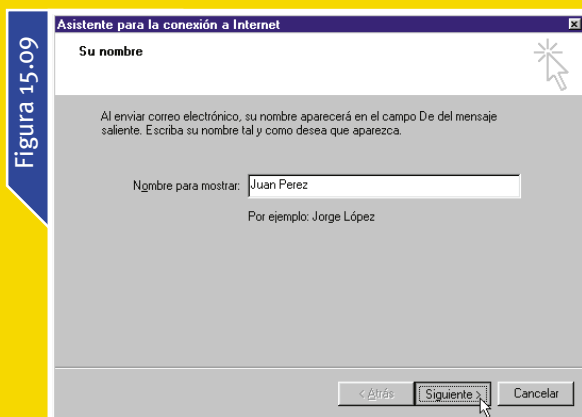 Figura 15.09
Asistente para la conexión a Internet
Su nombre
Al enviar correo electrónico, su nombre aparecerá en el campo De del mensaje
saliente. Escriba su nombre tal y como desea que aparezca.
Nombre para mostrar: Juan Perez
Por ejemplo: Jorge López
< Atrás Siguiente > Cancelar